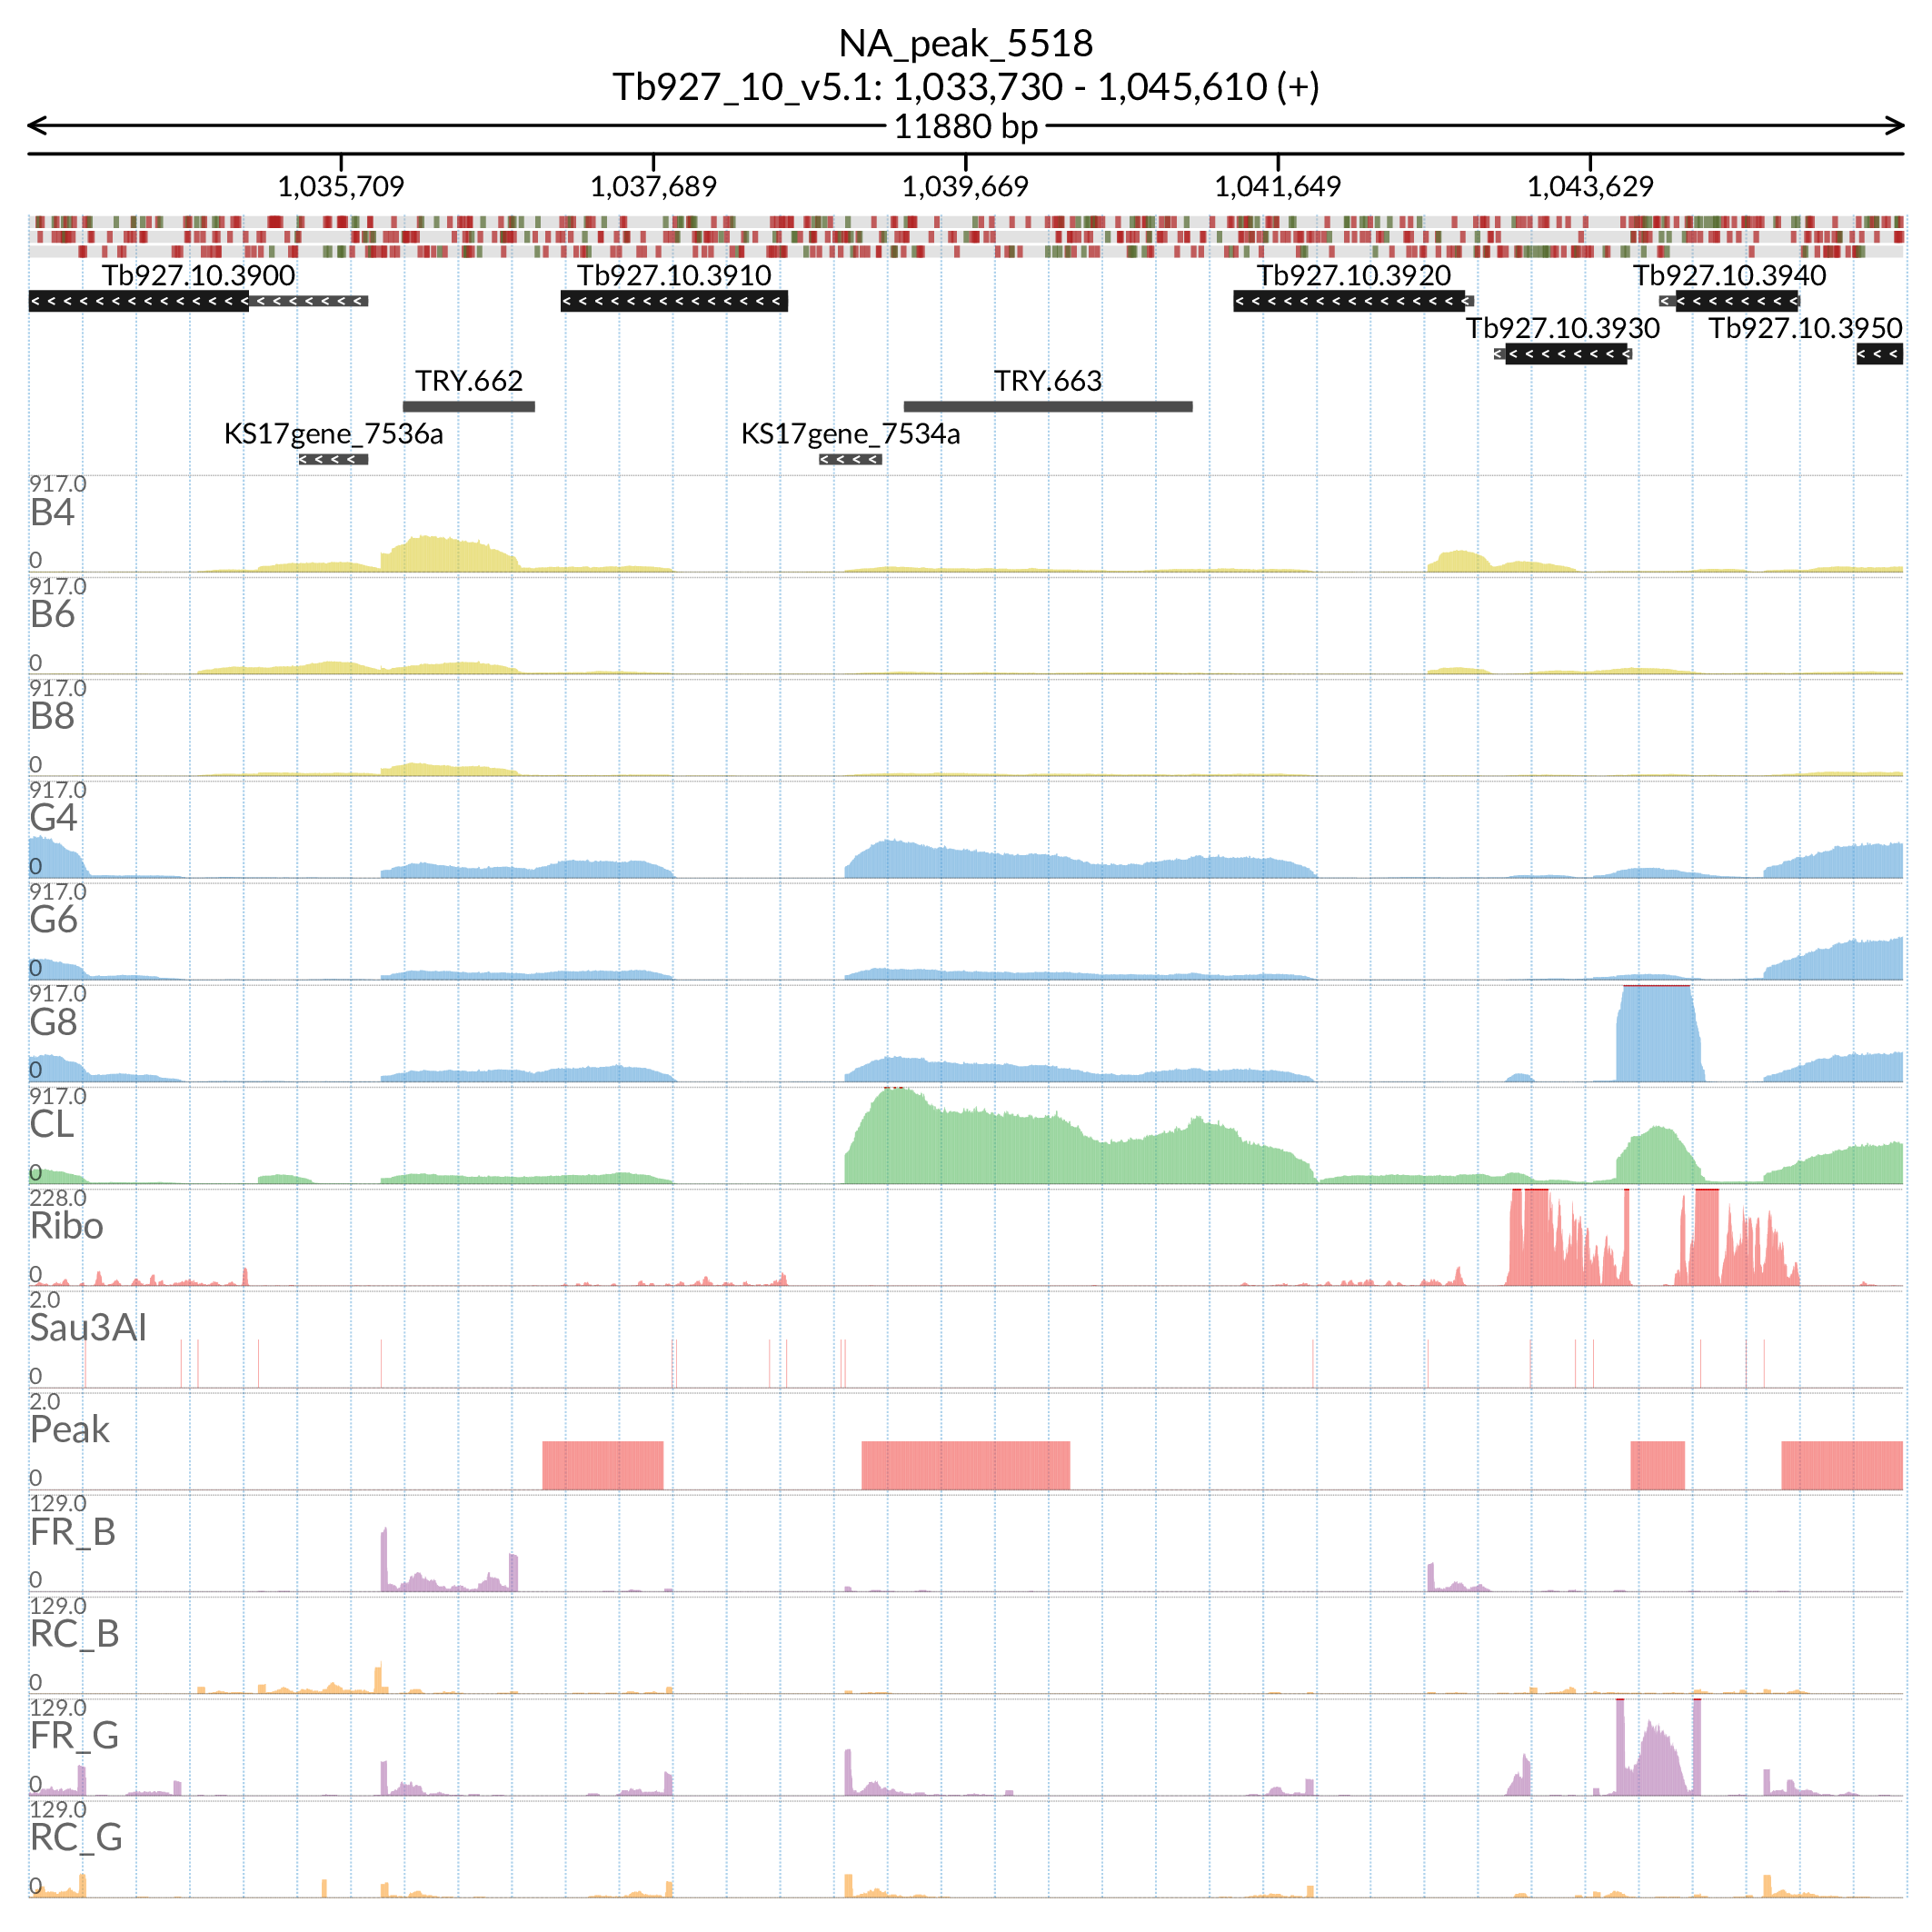 NA_peak_5518
Tb927_10_v5.1: 1,033,730 - 1,045,610 (+)
11880 bp
1,035,709 1,037,689 1,039,669 1,041,649 1,043,629
Tb927.10.3900 Tb927.10.3910 Tb927.10.3920 Tb927.10.3940
Tb927.10.3930 Tb927.10.3950
TRY.662 TRY.663
KS17gene_7536a KS17gene_7534a
917.0
B4
0
917.0
B6
0
917.0
B8
0
917.0
G4
0
917.0
G6
0
917.0
G8
0
917.0
CL
0
228.0
Ribo
0
2.0
Sau3AI
0
2.0
Peak
0
129.0
FR_B
0
129.0
RC_B
0
129.0
FR_G
0
129.0
RC_G
0